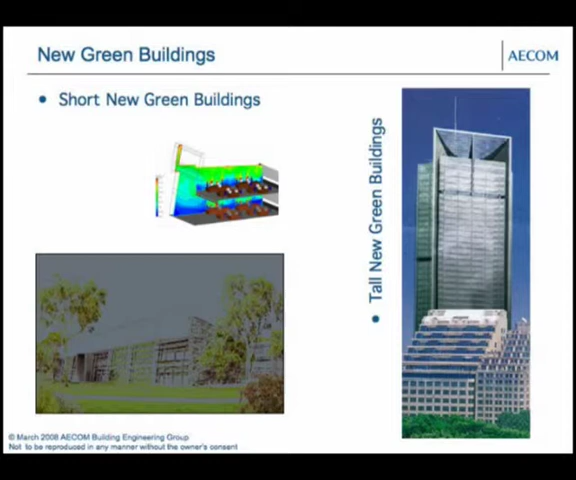 New Green Buildings
AECOM
• Short New Green Buildings
• Tall New Green Buildings
© March 2008 AECOM Building Engineering Group
Not to be reproduced in any manner without the owner's consent